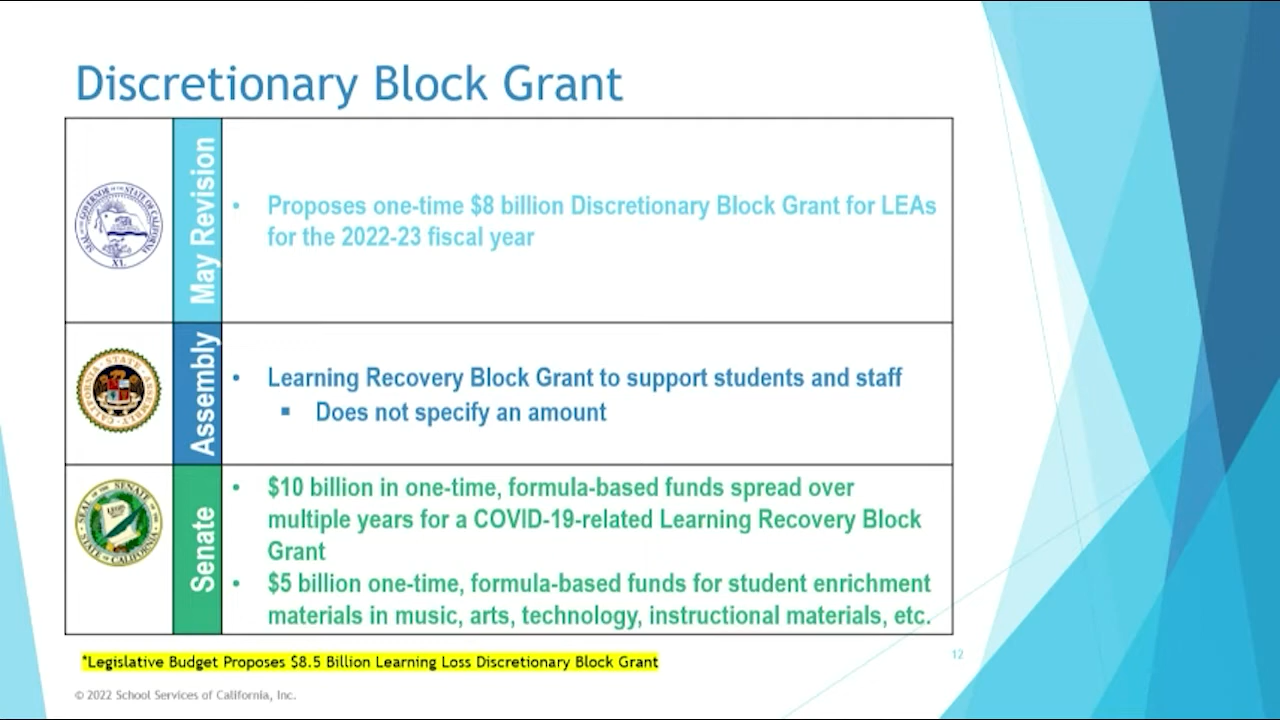 Discretionary Block Grant
May Revision
• Proposes one-time $8 billion Discretionary Block Grant for LEAs
for the 2022-23 fiscal year
Assembly
• Learning Recovery Block Grant to support students and staff
▪ Does not specify an amount
Senate
• $10 billion in one-time, formula-based funds spread over
multiple years for a COVID-19-related Learning Recovery Block
Grant
• $5 billion one-time, formula-based funds for student enrichment
materials in music, arts, technology, instructional materials, etc.
*Legislative Budget Proposes $8.5 Billion Learning Loss Discretionary Block Grant
12
© 2022 School Services of California, Inc.